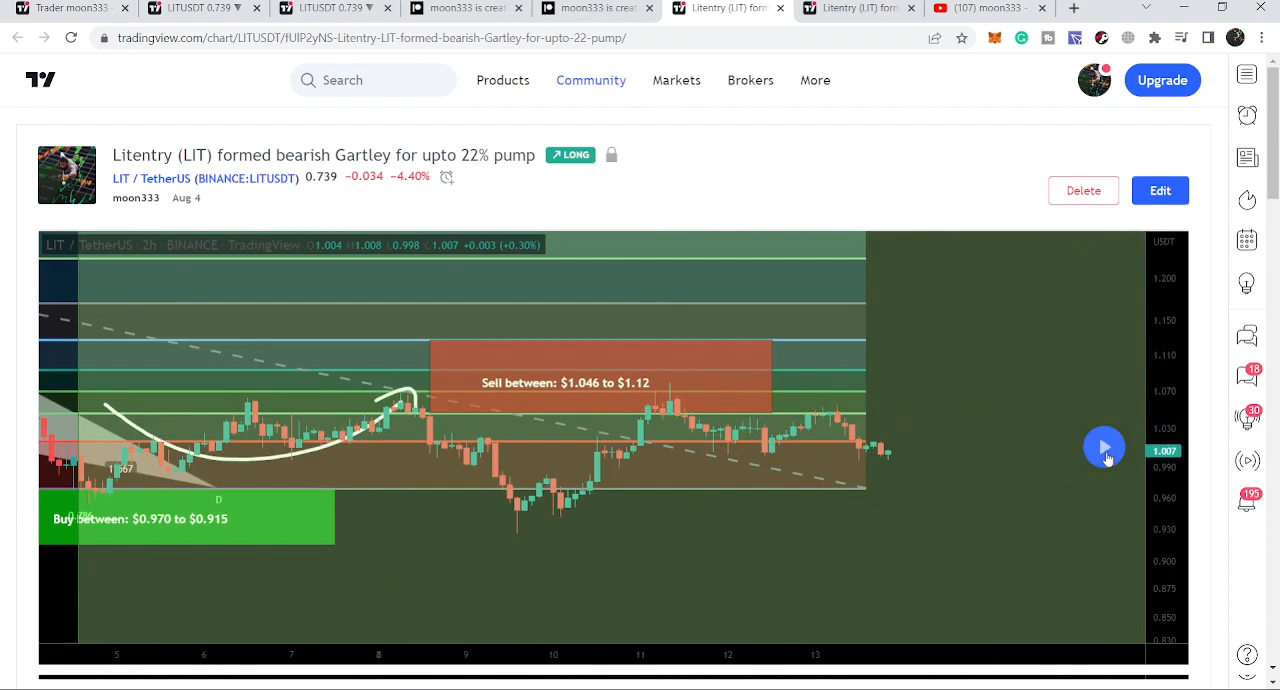 Trader moon333 -
LITUSDT 0.739 ▼
LITUSDT 0.739 ▼
moon333 is creat
moon333 is creat
Litentry (LIT) form
Litentry (LIT) form
(107) moon333 -
tradingview.com/chart/LITUSDT/fUIP2yNS-Litentry-LIT-formed-bearish-Gartley-for-upto-22-pump/
Search
Products
Community
Markets
Brokers
More
Upgrade
Litentry (LIT) formed bearish Gartley for upto 22% pump
LONG
LIT / TetherUS (BINANCE:LITUSDT) 0.739 −0.034 −4.40%
moon333 Aug 4
Delete
Edit
LIT / TetherUS · 2h · BINANCE TradingView O1.004 H1.008 L0.998 C1.007 +0.003 (+0.30%)
USDT
1.200
1.150
1.110
1.070
1.030
1.007
0.990
0.960
0.930
0.900
0.875
0.850
0.830
Sell between: $1.046 to $1.12
D
0.786
Buy between: $0.970 to $0.915
5 6 7 8 9 10 11 12 13
18
30
195